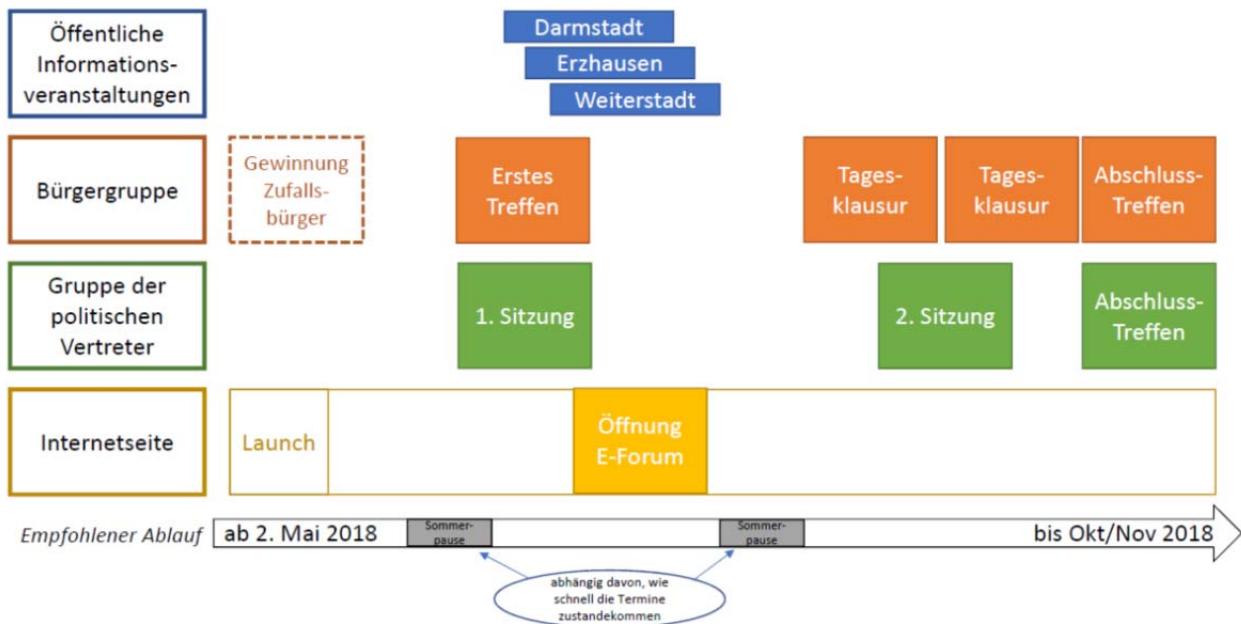 Öffentliche
Informations-
veranstaltungen
Darmstadt
Erzhausen
Weiterstadt
Bürgergruppe
Gewinnung
Zufalls-
bürger
Erstes
Treffen
Tages-
klausur
Tages-
klausur
Abschluss-
Treffen
Gruppe der
politischen
Vertreter
1. Sitzung
2. Sitzung
Abschluss-
Treffen
Internetseite
Launch
Öffnung
E-Forum
Empfohlener Ablauf
ab 2. Mai 2018
Sommer-
pause
Sommer-
pause
bis Okt/Nov 2018
abhängig davon, wie
schnell die Termine
zustandekommen